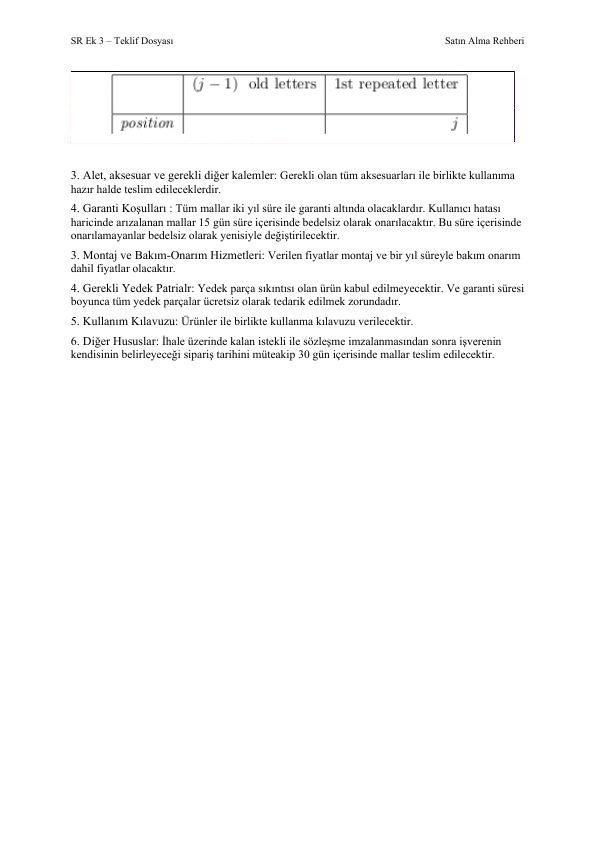 SR Ek 3 – Teklif Dosyası Satın Alma Rehberi
(j − 1) old letters 1st repeated letter
position j
3. Alet, aksesuar ve gerekli diğer kalemler: Gerekli olan tüm aksesuarları ile birlikte kullanıma
hazır halde teslim edileceklerdir.
4. Garanti Koşulları : Tüm mallar iki yıl süre ile garanti altında olacaklardır. Kullanıcı hatası
haricinde arızalanan mallar 15 gün süre içerisinde bedelsiz olarak onarılacaktır. Bu süre içerisinde
onarılamayanlar bedelsiz olarak yenisiyle değiştirilecektir.
3. Montaj ve Bakım-Onarım Hizmetleri: Verilen fiyatlar montaj ve bir yıl süreyle bakım onarım
dahil fiyatlar olacaktır.
4. Gerekli Yedek Patrialr: Yedek parça sıkıntısı olan ürün kabul edilmeyecektir. Ve garanti süresi
boyunca tüm yedek parçalar ücretsiz olarak tedarik edilmek zorundadır.
5. Kullanım Kılavuzu: Ürünler ile birlikte kullanma kılavuzu verilecektir.
6. Diğer Hususlar: İhale üzerinde kalan istekli ile sözleşme imzalanmasından sonra işverenin
kendisinin belirleyeceği sipariş tarihini müteakip 30 gün içerisinde mallar teslim edilecektir.